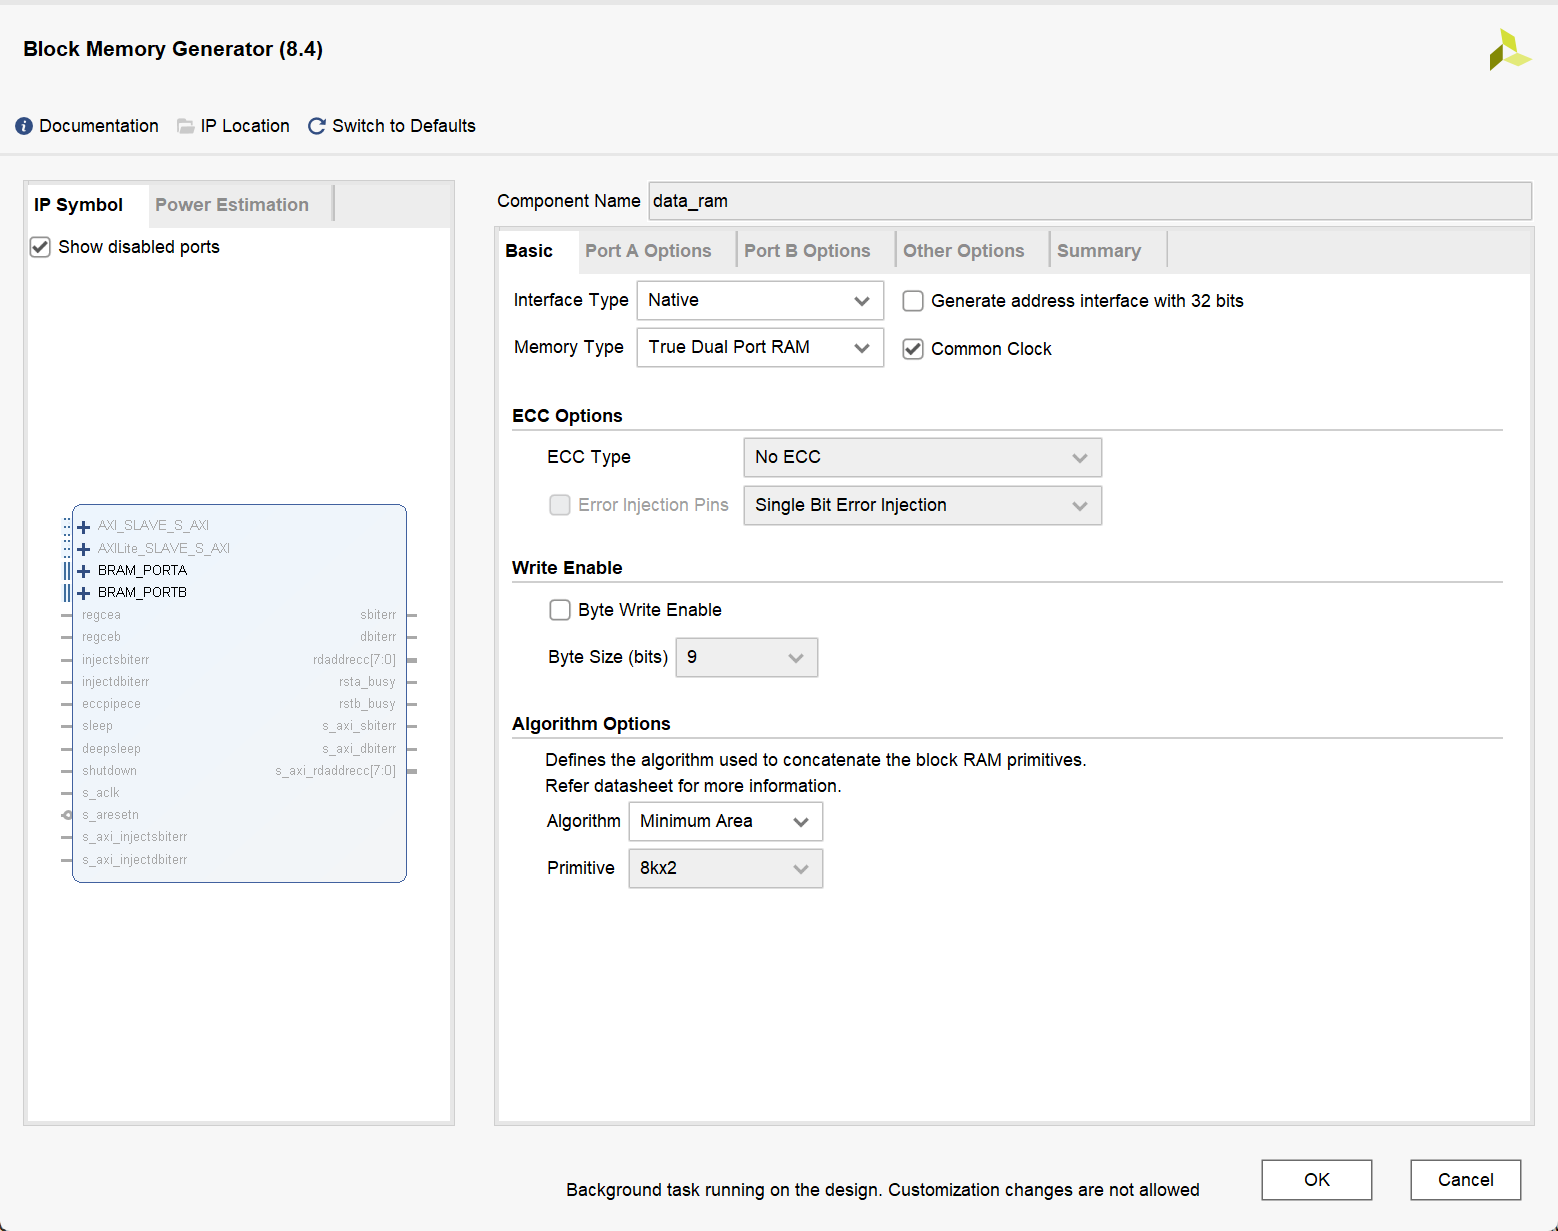 Block Memory Generator (8.4)
Documentation IP Location Switch to Defaults
IP Symbol Power Estimation
Show disabled ports
AXI_SLAVE_S_AXI
AXILite_SLAVE_S_AXI
BRAM_PORTA
BRAM_PORTB
regcea sbiterr
regceb dbiterr
injectsbiterr rdaddrecc[7:0]
injectdbiterr rsta_busy
eccpipece rstb_busy
sleep s_axi_sbiterr
deepsleep s_axi_dbiterr
shutdown s_axi_rdaddrecc[7:0]
s_aclk
s_aresetn
s_axi_injectsbiterr
s_axi_injectdbiterr
Component Name data_ram
Basic Port A Options Port B Options Other Options Summary
Interface Type Native Generate address interface with 32 bits
Memory Type True Dual Port RAM Common Clock
ECC Options
ECC Type No ECC
Error Injection Pins Single Bit Error Injection
Write Enable
Byte Write Enable
Byte Size (bits) 9
Algorithm Options
Defines the algorithm used to concatenate the block RAM primitives.
Refer datasheet for more information.
Algorithm Minimum Area
Primitive 8kx2
Background task running on the design. Customization changes are not allowed OK Cancel